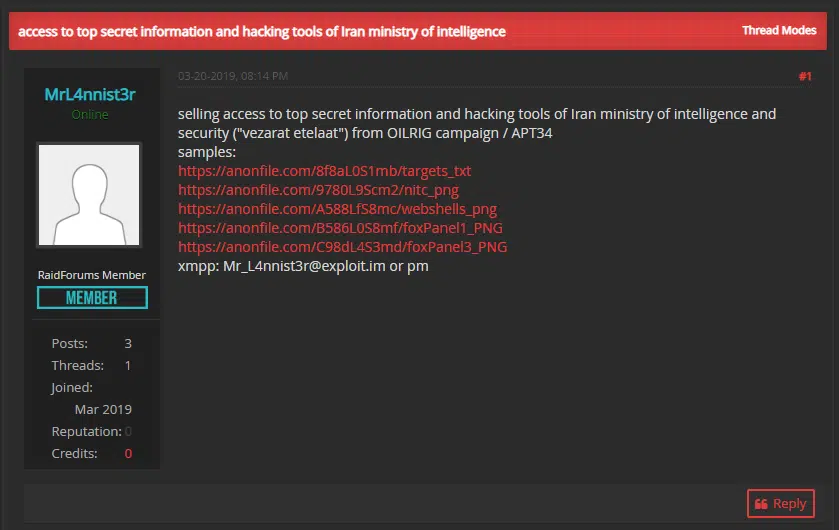 access to top secret information and hacking tools of Iran ministry of intelligence
Thread Modes
MrL4nnist3r
Online
RaidForums Member
MEMBER
Posts: 3
Threads: 1
Joined:
Mar 2019
Reputation: 0
Credits: 0
03-20-2019, 08:14 PM
#1
selling access to top secret information and hacking tools of Iran ministry of intelligence and
security ("vezarat etelaat") from OILRIG campaign / APT34
samples:
https://anonfile.com/8f8aL0S1mb/targets_txt
https://anonfile.com/9780L9Scm2/nitc_png
https://anonfile.com/A588LfS8mc/webshells_png
https://anonfile.com/B586L0S8mf/foxPanel1_PNG
https://anonfile.com/C98dL4S3md/foxPanel3_PNG
xmpp: Mr_L4nnist3r@exploit.im or pm
Reply